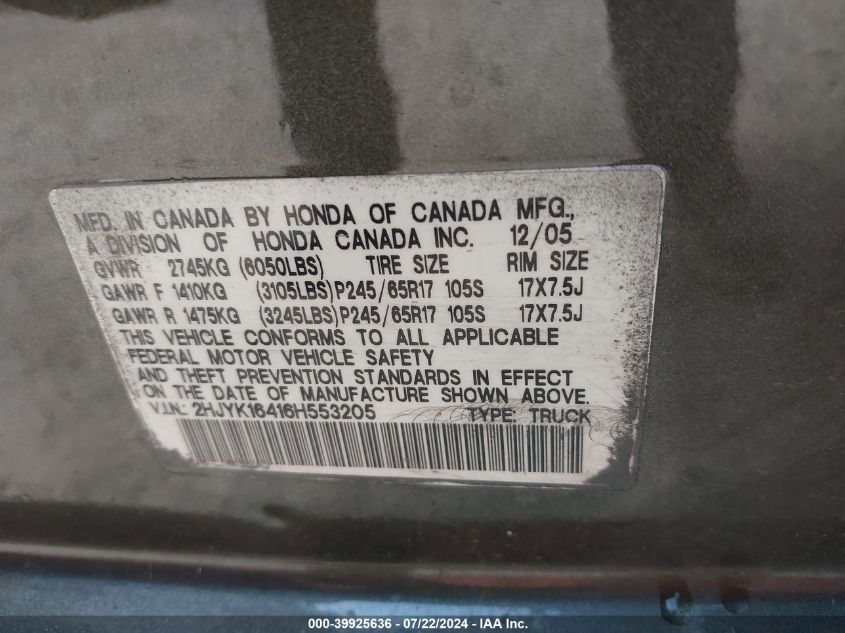 MFD. IN CANADA BY HONDA OF CANADA MFG.,
A DIVISION OF HONDA CANADA INC. 12/05
GVWR 2745KG (6050LBS) TIRE SIZE RIM SIZE
GAWR F 1410KG (3105LBS)P245/65R17 105S 17X7.5J
GAWR R 1475KG (3245LBS)P245/65R17 105S 17X7.5J
THIS VEHICLE CONFORMS TO ALL APPLICABLE
FEDERAL MOTOR VEHICLE SAFETY
AND THEFT PREVENTION STANDARDS IN EFFECT
ON THE DATE OF MANUFACTURE SHOWN ABOVE.
V.I.N.: 2HJYK16416H553205 TYPE: TRUCK
000-39925636 - 07/22/2024 - IAA Inc.